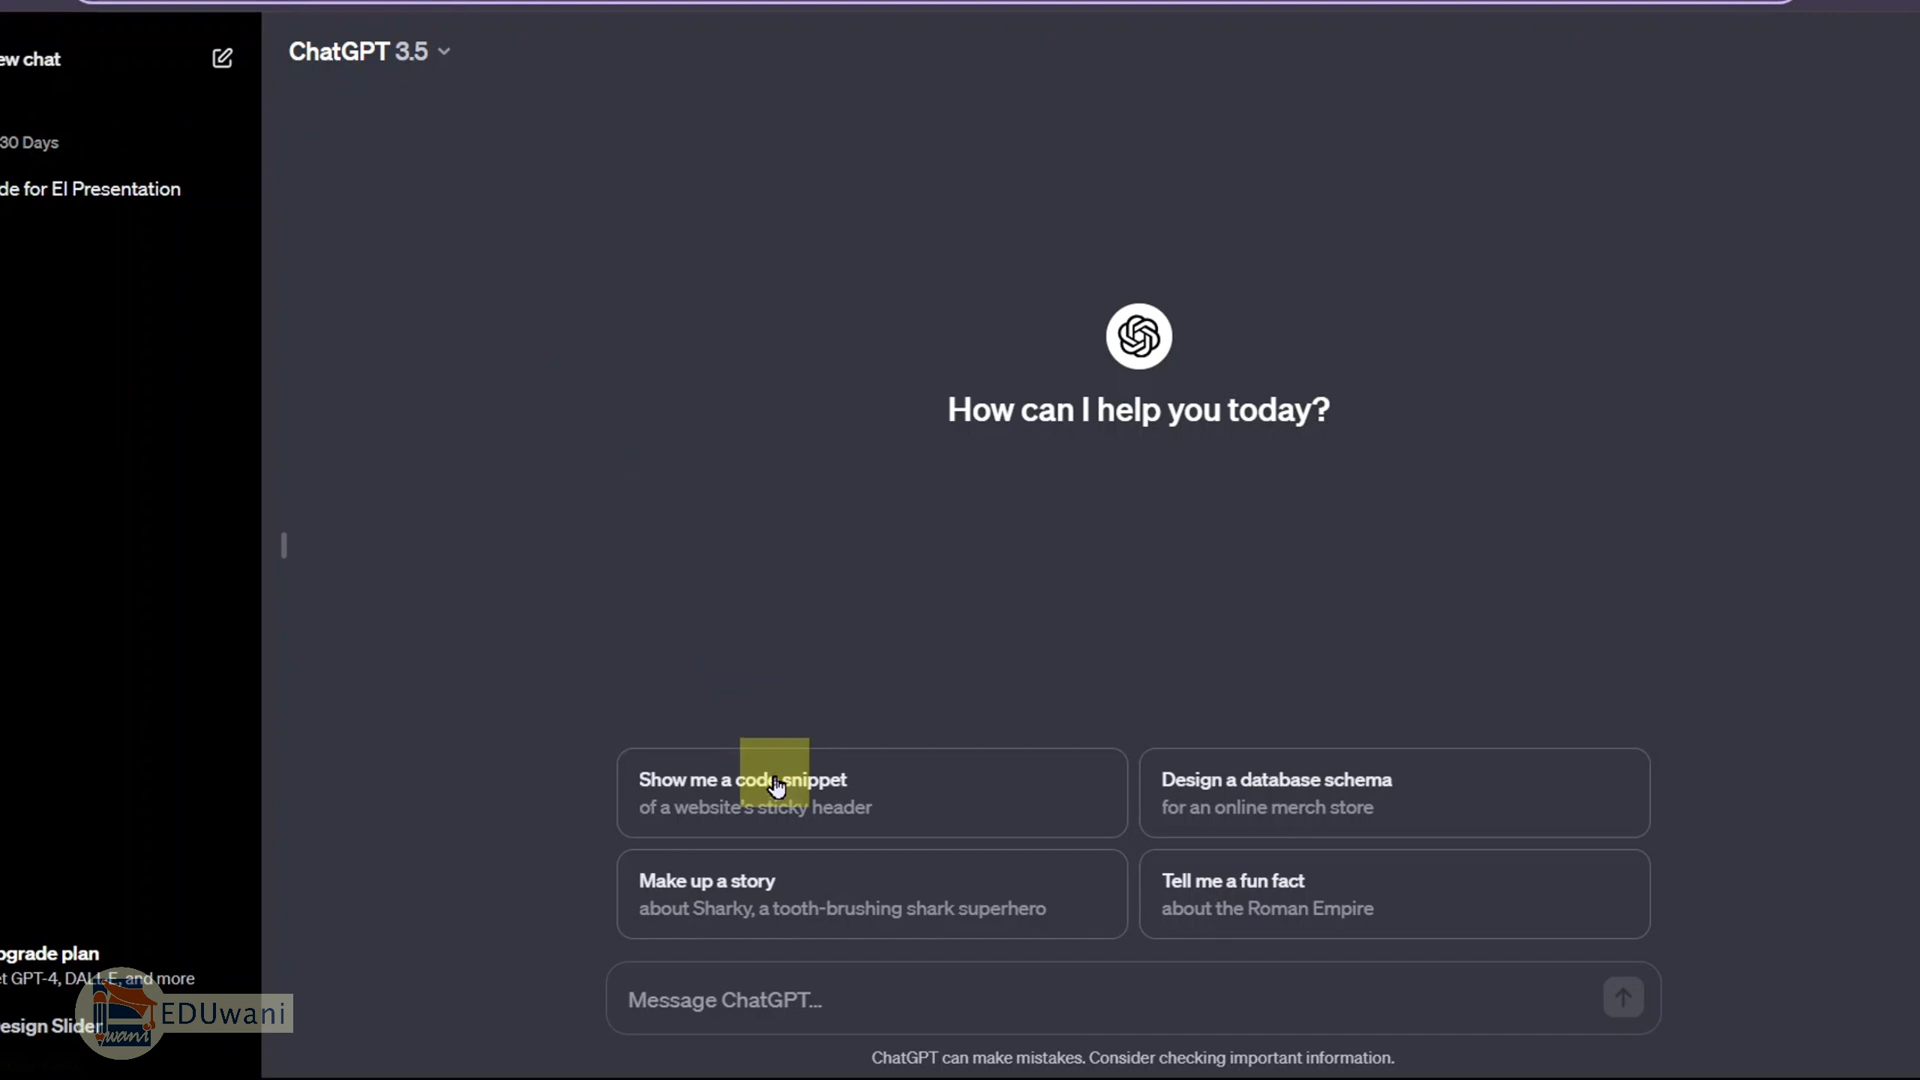 ew chat
ChatGPT 3.5
30 Days
de for EI Presentation
How can I help you today?
Show me a code snippet
of a website's sticky header
Design a database schema
for an online merch store
Make up a story
about Sharky, a tooth-brushing shark superhero
Tell me a fun fact
about the Roman Empire
pgrade plan
et GPT-4, DALL·E, and more
esign Slider
wani
EDUwani
Message ChatGPT...
ChatGPT can make mistakes. Consider checking important information.